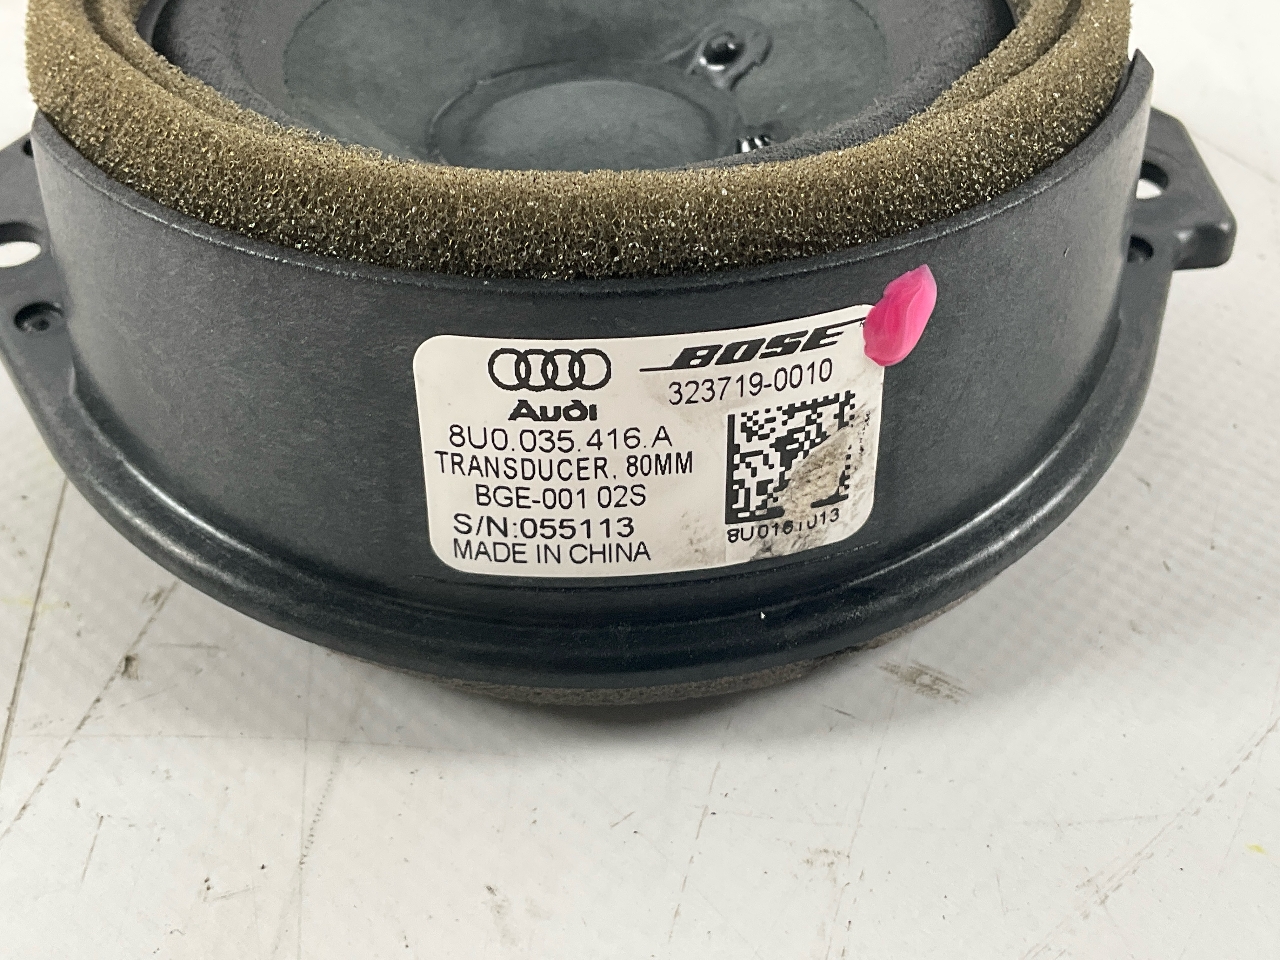 Audi
BOSE
323719-0010
8U0.035.416.A
TRANSDUCER, 80MM
BGE-001 02S
S/N:055113
MADE IN CHINA